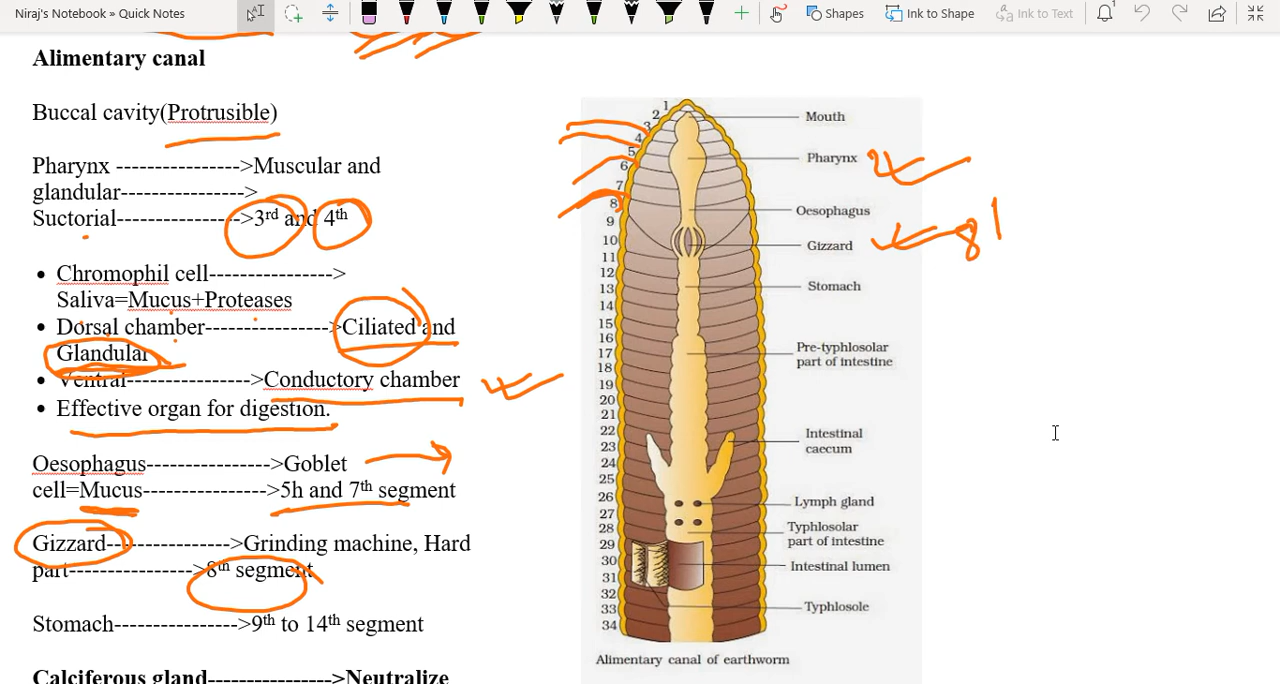 Niraj's Notebook » Quick Notes
Shapes
Ink to Shape
Ink to Text
Alimentary canal
Buccal cavity(Protrusible)
Pharynx --------------->Muscular and
glandular--------------->
Suctorial--------------->3rd and 4th
• Chromophil cell--------------->
Saliva=Mucus+Proteases
• Dorsal chamber--------------->Ciliated and
Glandular
• Ventral--------------->Conductory chamber
• Effective organ for digestion.
Oesophagus--------------->Goblet
cell=Mucus--------------->5h and 7th segment
Gizzard--------------->Grinding machine, Hard
part--------------->8th segment
Stomach--------------->9th to 14th segment
Calciferous gland--------------->Neutralize
1
2
3
4
5
6
7
8
9
10
11
12
13
14
15
16
17
18
19
20
21
22
23
24
25
26
27
28
29
30
31
32
33
34
Mouth
Pharynx
Oesophagus
Gizzard
8
Stomach
Pre-typhlosolar
part of intestine
Intestinal
caecum
Lymph gland
Typhlosolar
part of intestine
Intestinal lumen
Typhlosole
Alimentary canal of earthworm